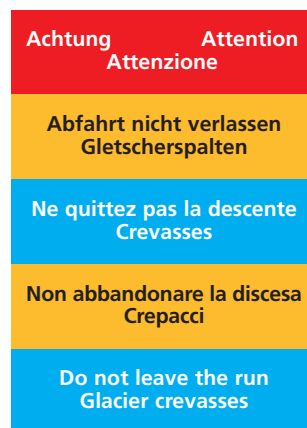 Achtung Attention
Attenzione
Abfahrt nicht verlassen
Gletscherspalten
Ne quittez pas la descente
Crevasses
Non abbandonare la discesa
Crepacci
Do not leave the run
Glacier crevasses